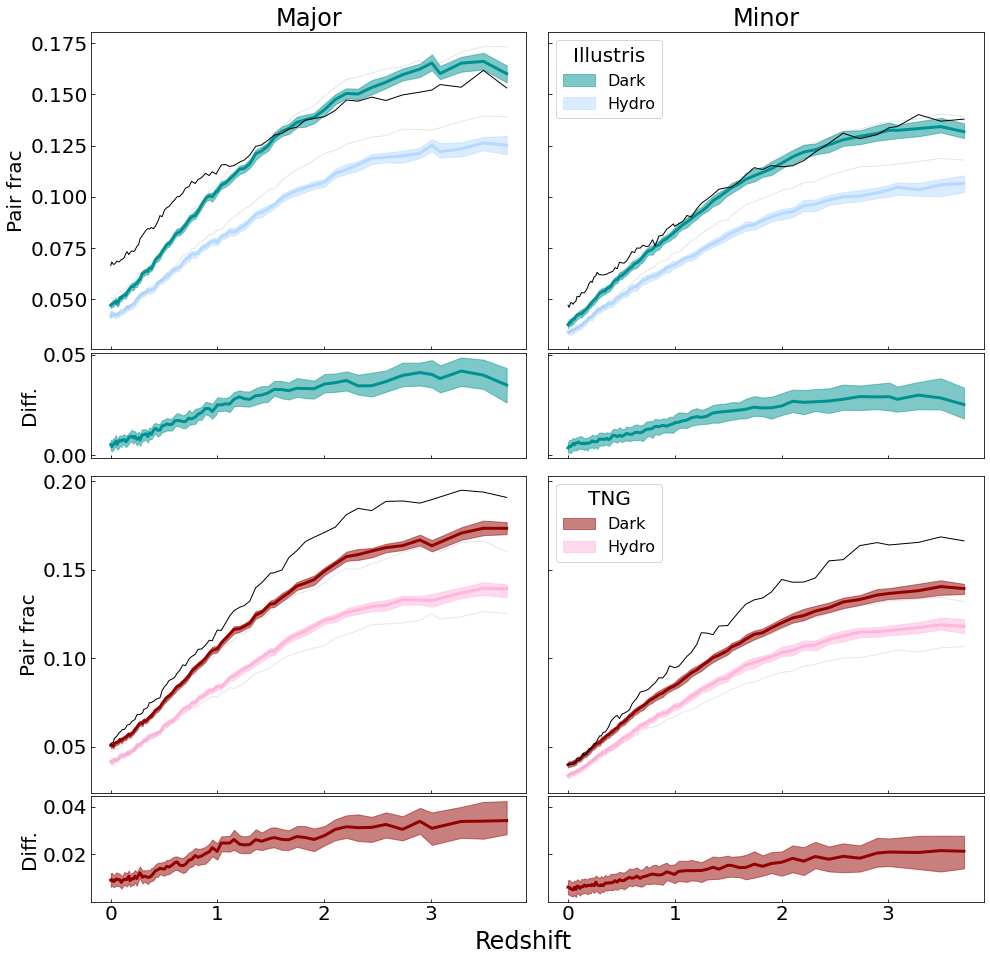 Major
Minor
0.175
0.150
0.125
0.100
0.075
0.050
Pair frac
Illustris
Dark
Hydro
0.05
0.00
Diff.
0.20
0.15
0.10
0.05
Pair frac
TNG
Dark
Hydro
0.04
0.02
Diff.
0 1 2 3
0 1 2 3
Redshift